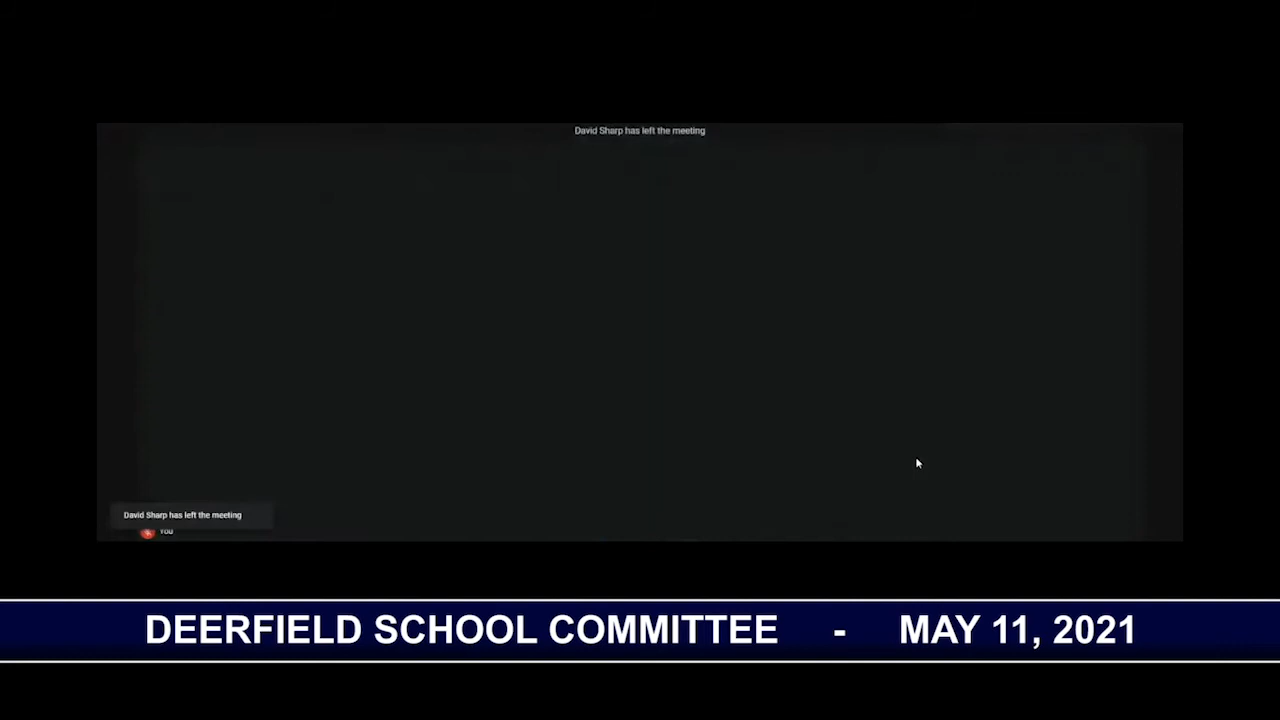 David Sharp has left the meeting
David Sharp has left the meeting
You
DEERFIELD SCHOOL COMMITTEE - MAY 11, 2021